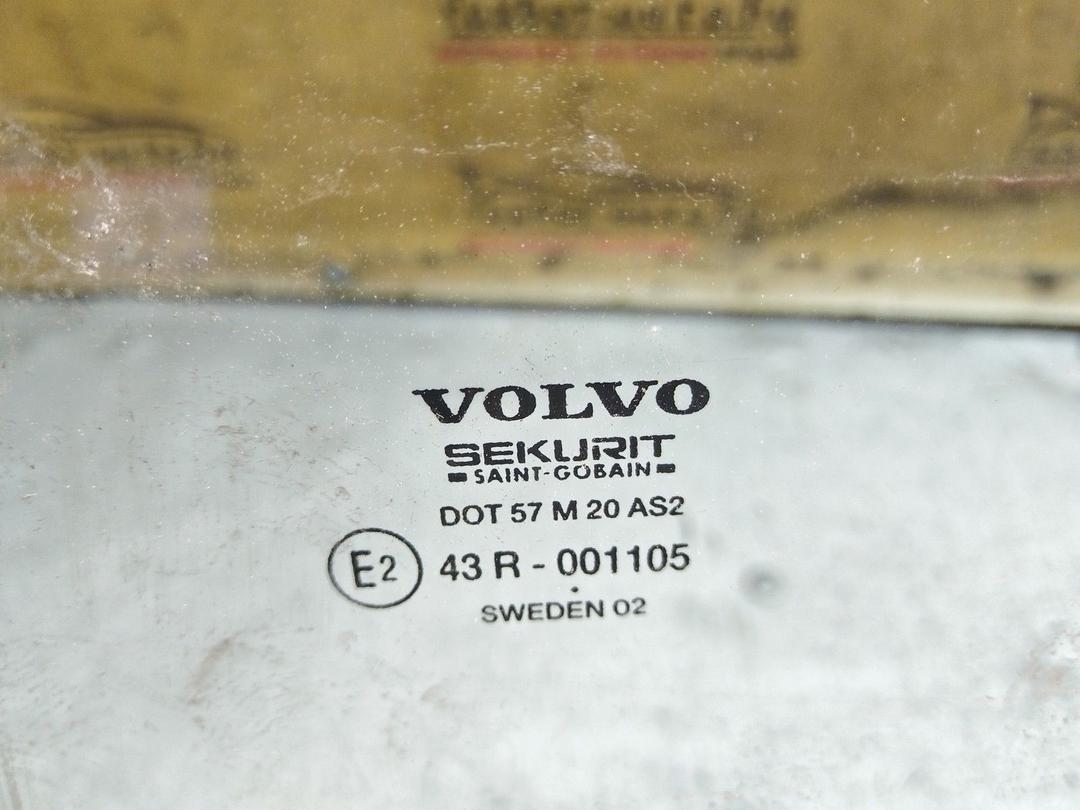 VOLVO
SEKURIT
SAINT-GOBAIN
DOT 57 M 20 AS2
E2 43 R - 001105
SWEDEN 02